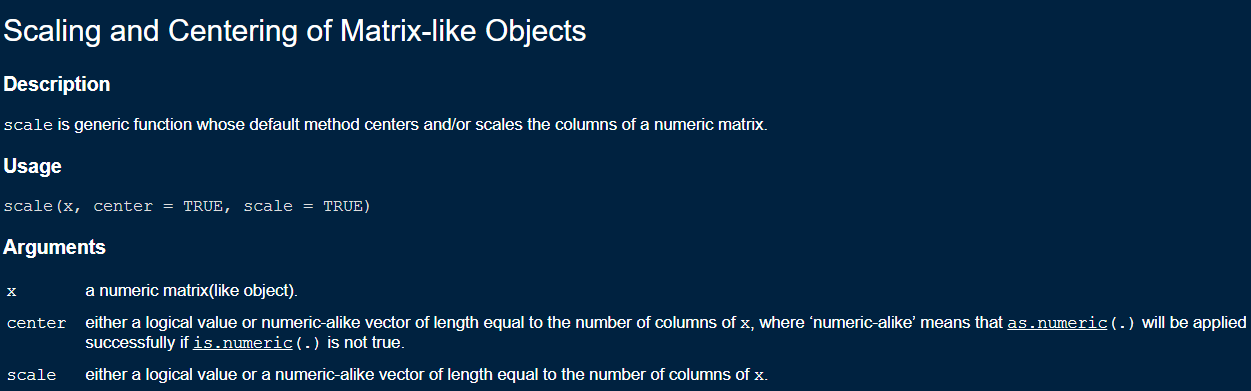 Scaling and Centering of Matrix-like Objects
Description
scale is generic function whose default method centers and/or scales the columns of a numeric matrix.
Usage
scale(x, center = TRUE, scale = TRUE)
Arguments
x a numeric matrix(like object).
center either a logical value or numeric-alike vector of length equal to the number of columns of x, where ‘numeric-alike’ means that as.numeric(.) will be applied
successfully if is.numeric(.) is not true.
scale either a logical value or a numeric-alike vector of length equal to the number of columns of x.